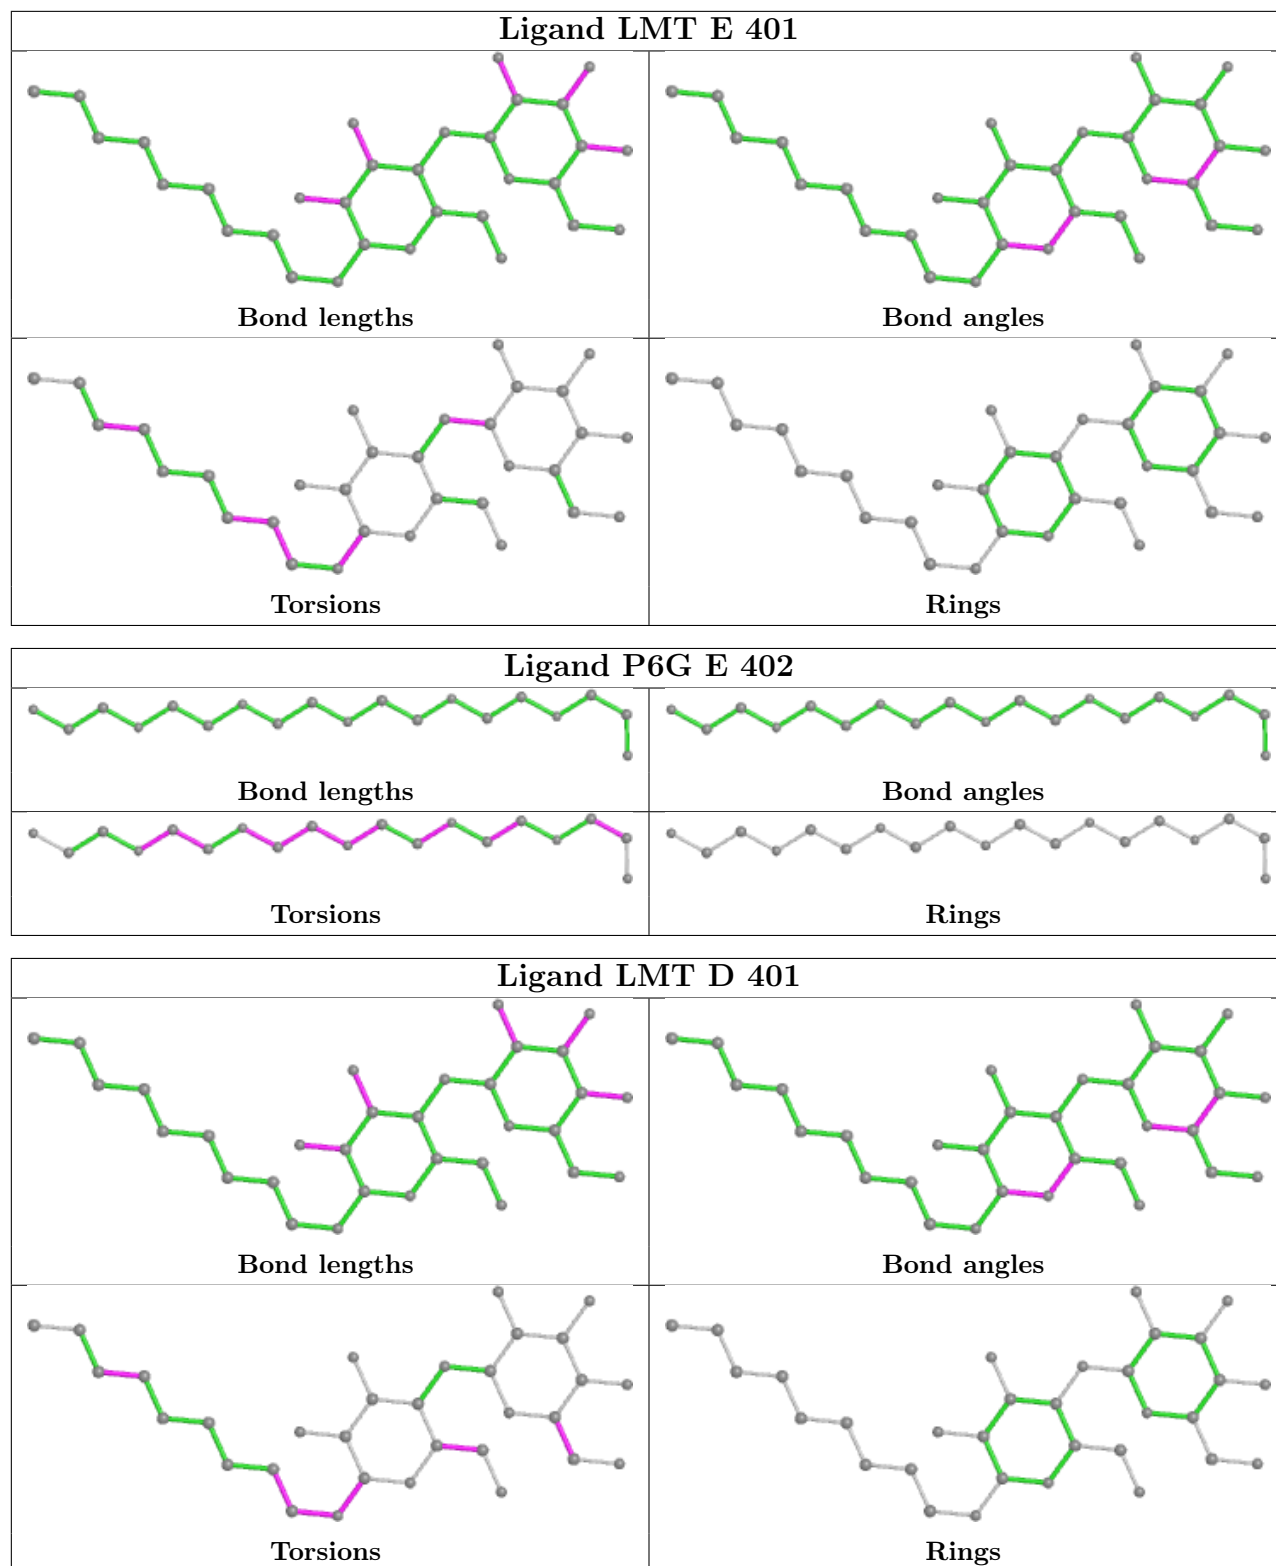 Ligand LMT E 401
Bond lengths
Bond angles
Torsions
Rings
Ligand P6G E 402
Bond lengths
Bond angles
Torsions
Rings
Ligand LMT D 401
Bond lengths
Bond angles
Torsions
Rings